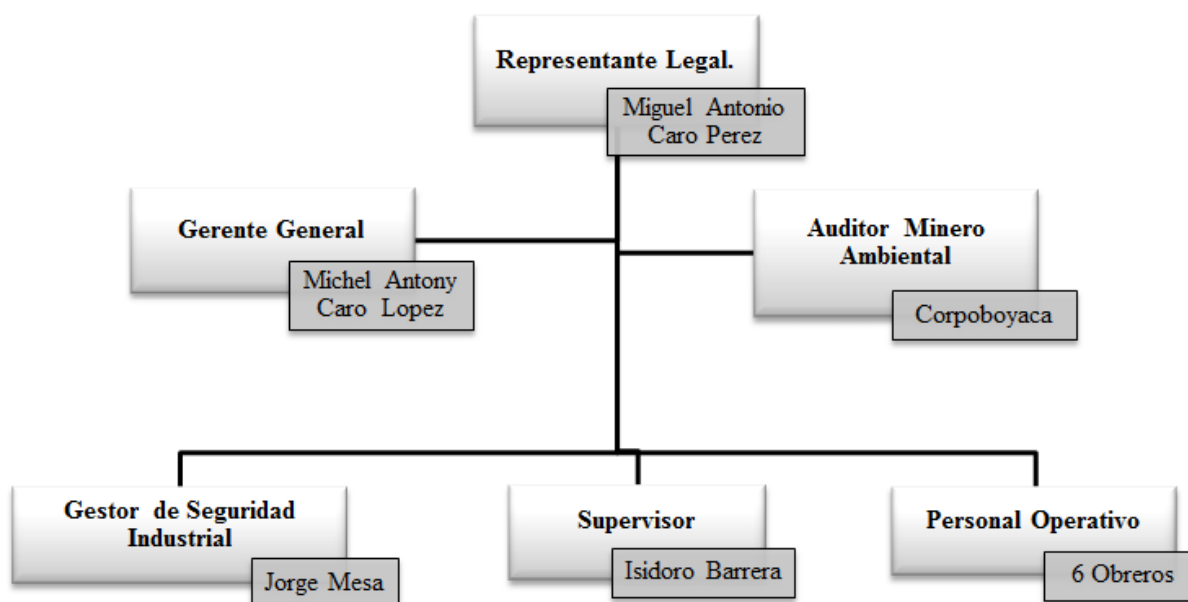 Representante Legal.
Miguel Antonio
Caro Perez
Gerente General
Michel Antony
Caro Lopez
Auditor Minero
Ambiental
Corpoboyaca
Gestor de Seguridad
Industrial
Jorge Mesa
Supervisor
Isidoro Barrera
Personal Operativo
6 Obreros